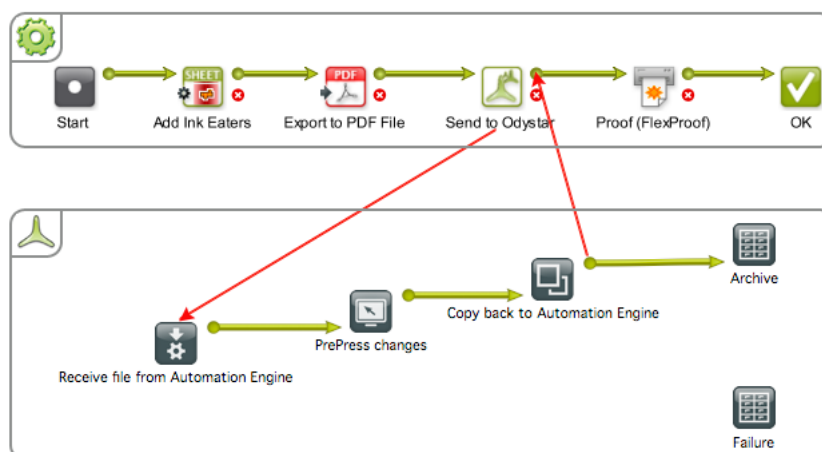 SHEET
PDF
Start
Add Ink Eaters
Export to PDF File
Send to Odystar
Proof (FlexProof)
OK
Archive
Copy back to Automation Engine
PrePress changes
Receive file from Automation Engine
Failure